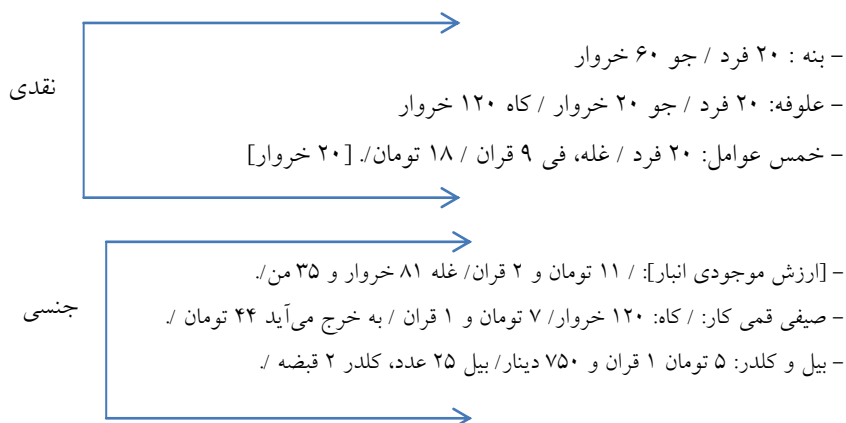 نقدی
– بنه : ۲۰ فرد / جو ۶۰ خروار
– علوفه: ۲۰ فرد / جو ۲۰ خروار / کاه ۱۲۰ خروار
– خمس عوامل: ۲۰ فرد / غله، فی ۹ قران / ۱۸ تومان/. [۲۰ خروار]
جنسی
– [ارزش موجودی انبار]: / ۱۱ تومان و ۲ قران/ غله ۸۱ خروار و ۳۵ من/.
– صیفی قمی کار: / کاه: ۱۲۰ خروار/ ۷ تومان و ۱ قران / به خرج می‌آید ۴۴ تومان /.
– بیل و کلدر: ۵ تومان ۱ قران و ۷۵۰ دینار/ بیل ۲۵ عدد، کلدر ۲ قبضه /.